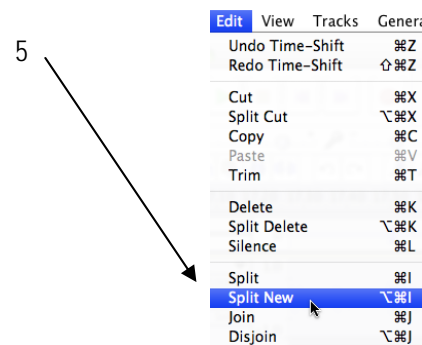 Edit View Tracks Genera
5
Undo Time-Shift ⌘Z
Redo Time-Shift ⇧⌘Z
Cut ⌘X
Split Cut ⌥⌘X
Copy ⌘C
Paste ⌘V
Trim ⌘T
Delete ⌘K
Split Delete ⌥⌘K
Silence ⌘L
Split ⌘I
Split New ⌥⌘I
Join ⌘J
Disjoin ⌥⌘J